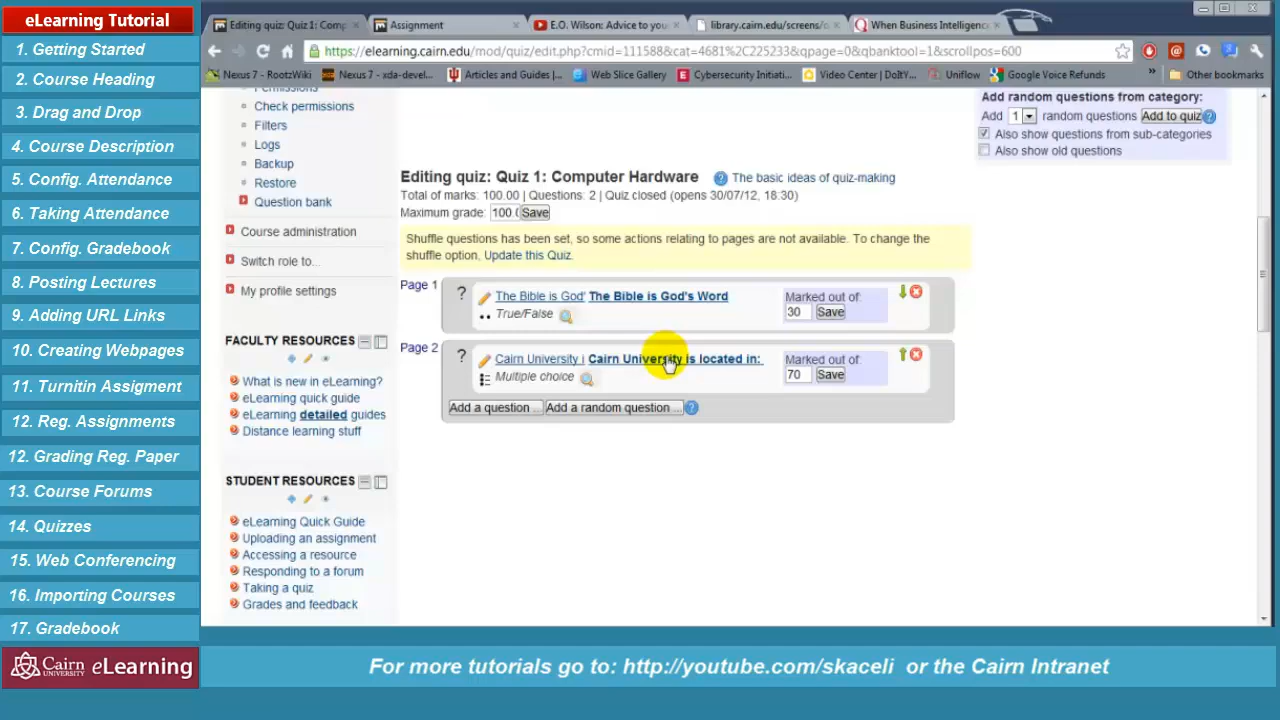 eLearning Tutorial
1. Getting Started
2. Course Heading
3. Drag and Drop
4. Course Description
5. Config. Attendance
6. Taking Attendance
7. Config. Gradebook
8. Posting Lectures
9. Adding URL Links
10. Creating Webpages
11. Turnitin Assigment
12. Reg. Assignments
12. Grading Reg. Paper
13. Course Forums
14. Quizzes
15. Web Conferencing
16. Importing Courses
17. Gradebook
Cairn UNIVERSITY eLearning
Editing quiz: Quiz 1: Comp
Assignment
E.O. Wilson: Advice to you
library.cairn.edu/screens/
When Business Intelligenc
https://elearning.cairn.edu/mod/quiz/edit.php?cmid=111588&cat=4681%2C225233&qpage=0&qbanktool=1&scrollpos=600
Nexus 7 - RootzWiki
Nexus 7 - xda-devel...
Articles and Guides |...
Web Slice Gallery
Cybersecurity Initiati...
Video Center | DoItY...
Uniflow
Google Voice Refunds
Other bookmarks
Permissions
Check permissions
Filters
Logs
Backup
Restore
Question bank
Course administration
Switch role to...
My profile settings
FACULTY RESOURCES
What is new in eLearning?
eLearning quick guide
eLearning detailed guides
Distance learning stuff
STUDENT RESOURCES
eLearning Quick Guide
Uploading an assignment
Accessing a resource
Responding to a forum
Taking a quiz
Grades and feedback
Add random questions from category:
Add 1 random questions Add to quiz
Also show questions from sub-categories
Also show old questions
Editing quiz: Quiz 1: Computer Hardware
The basic ideas of quiz-making
Total of marks: 100.00 | Questions: 2 | Quiz closed (opens 30/07/12, 18:30)
Maximum grade: 100.0 Save
Shuffle questions has been set, so some actions relating to pages are not available. To change the
shuffle option, Update this Quiz.
Page 1
? The Bible is God' The Bible is God's Word
True/False
Marked out of:
30 Save
Page 2
? Cairn University i Cairn University is located in:
Multiple choice
Marked out of:
70 Save
Add a question ...
Add a random question ...
For more tutorials go to: http://youtube.com/skaceli or the Cairn Intranet